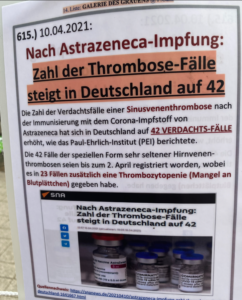 GALERIE DES GRAUENS
615.) 10.04.2021:
Nach Astrazeneca-Impfung:
Zahl der Thrombose-Fälle
steigt in Deutschland auf 42
Die Zahl der Verdachtsfälle einer Sinusvenenthrombose nach
der Immunisierung mit dem Corona-Impfstoff von
Astrazeneca hat sich in Deutschland auf 42 VERDACHTS-FÄLLE
erhöht, wie das Paul-Ehrlich-Institut (PEI) berichtete.
Die 42 Fälle der speziellen Form sehr seltener Hirnvenen-
thrombosen seien bis zum 2. April registriert worden, wobei
es in 23 Fällen zusätzlich eine Thrombozytopenie (Mangel an
Blutplättchen) gegeben habe.
SNA
Nach Astrazeneca-Impfung:
Zahl der Thrombose-Fälle
steigt in Deutschland auf 42